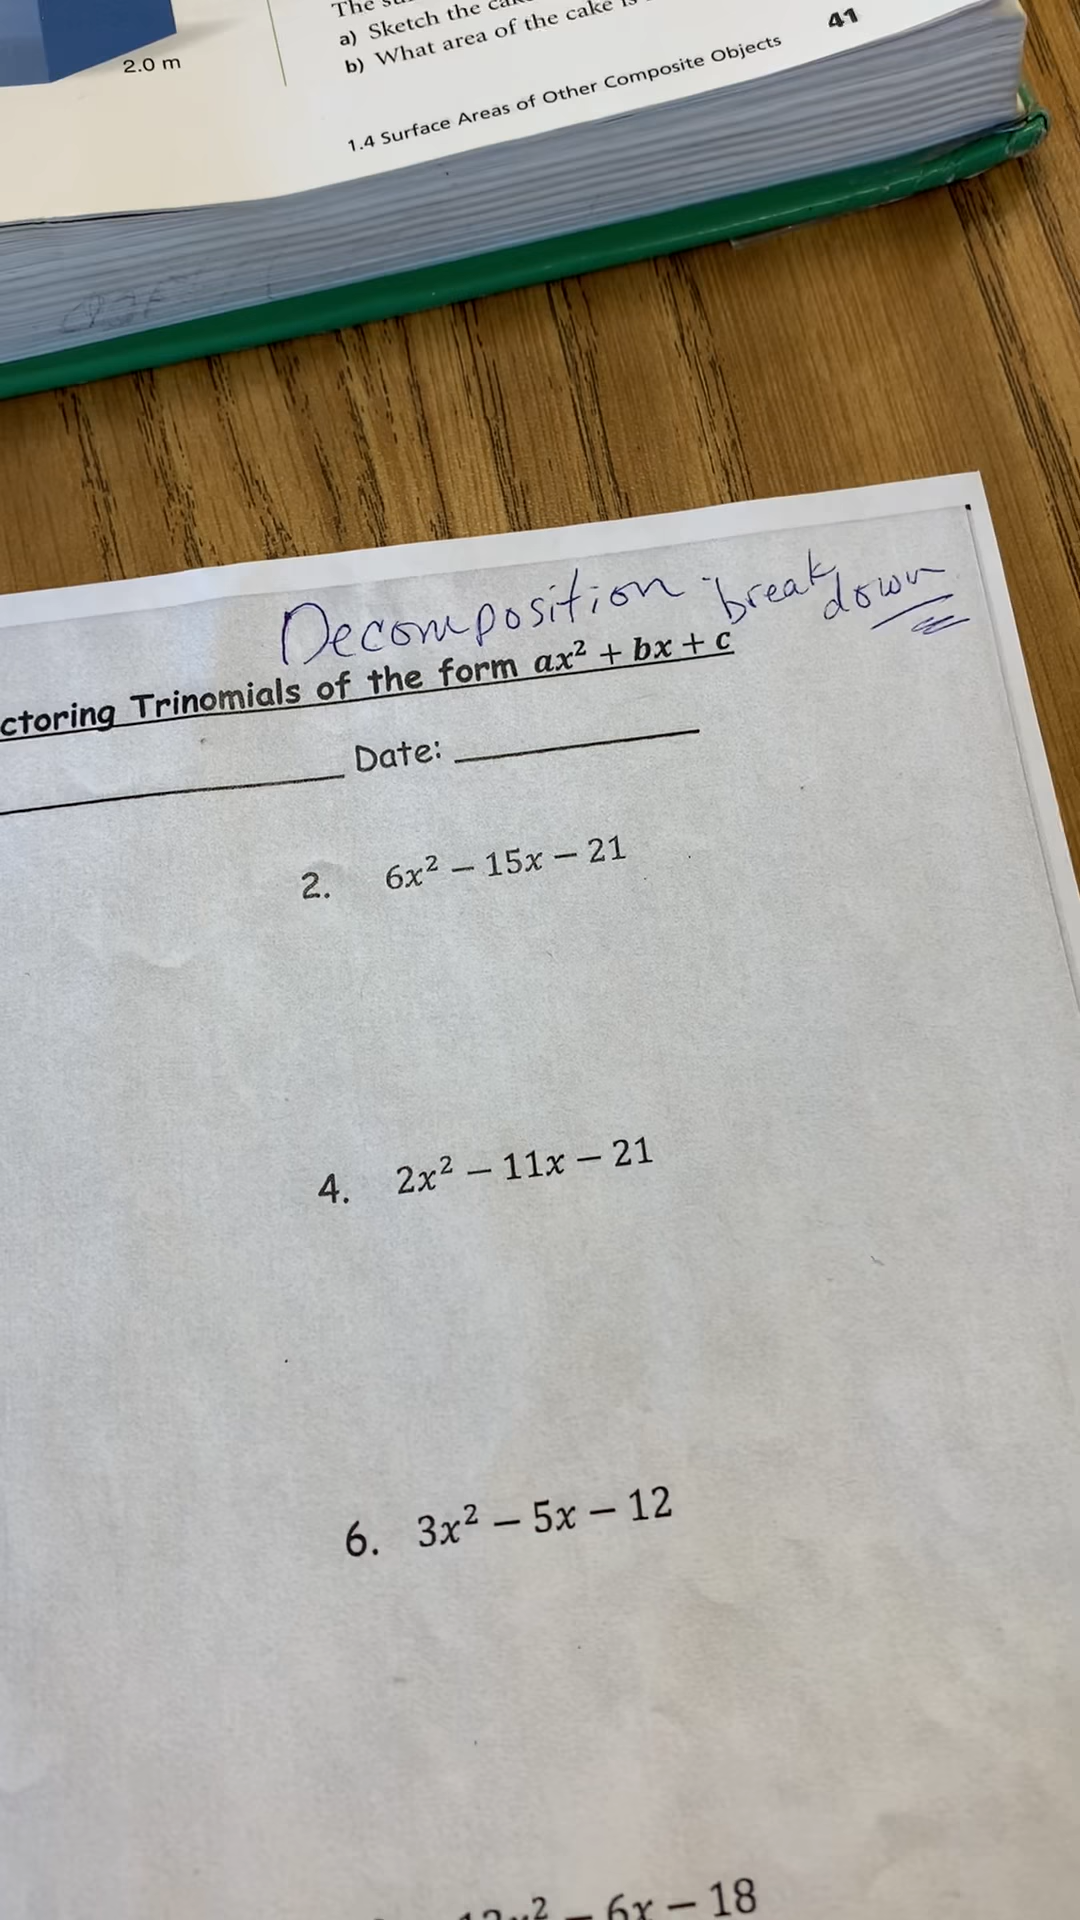 The
a) Sketch the
b) What area of the cake is
2.0 m
41
1.4 Surface Areas of Other Composite Objects
Decomposition - break down
ctoring Trinomials of the form ax² + bx + c
Date:
2. 6x² − 15x − 21
4. 2x² − 11x − 21
6. 3x² − 5x − 12
− 6x − 18